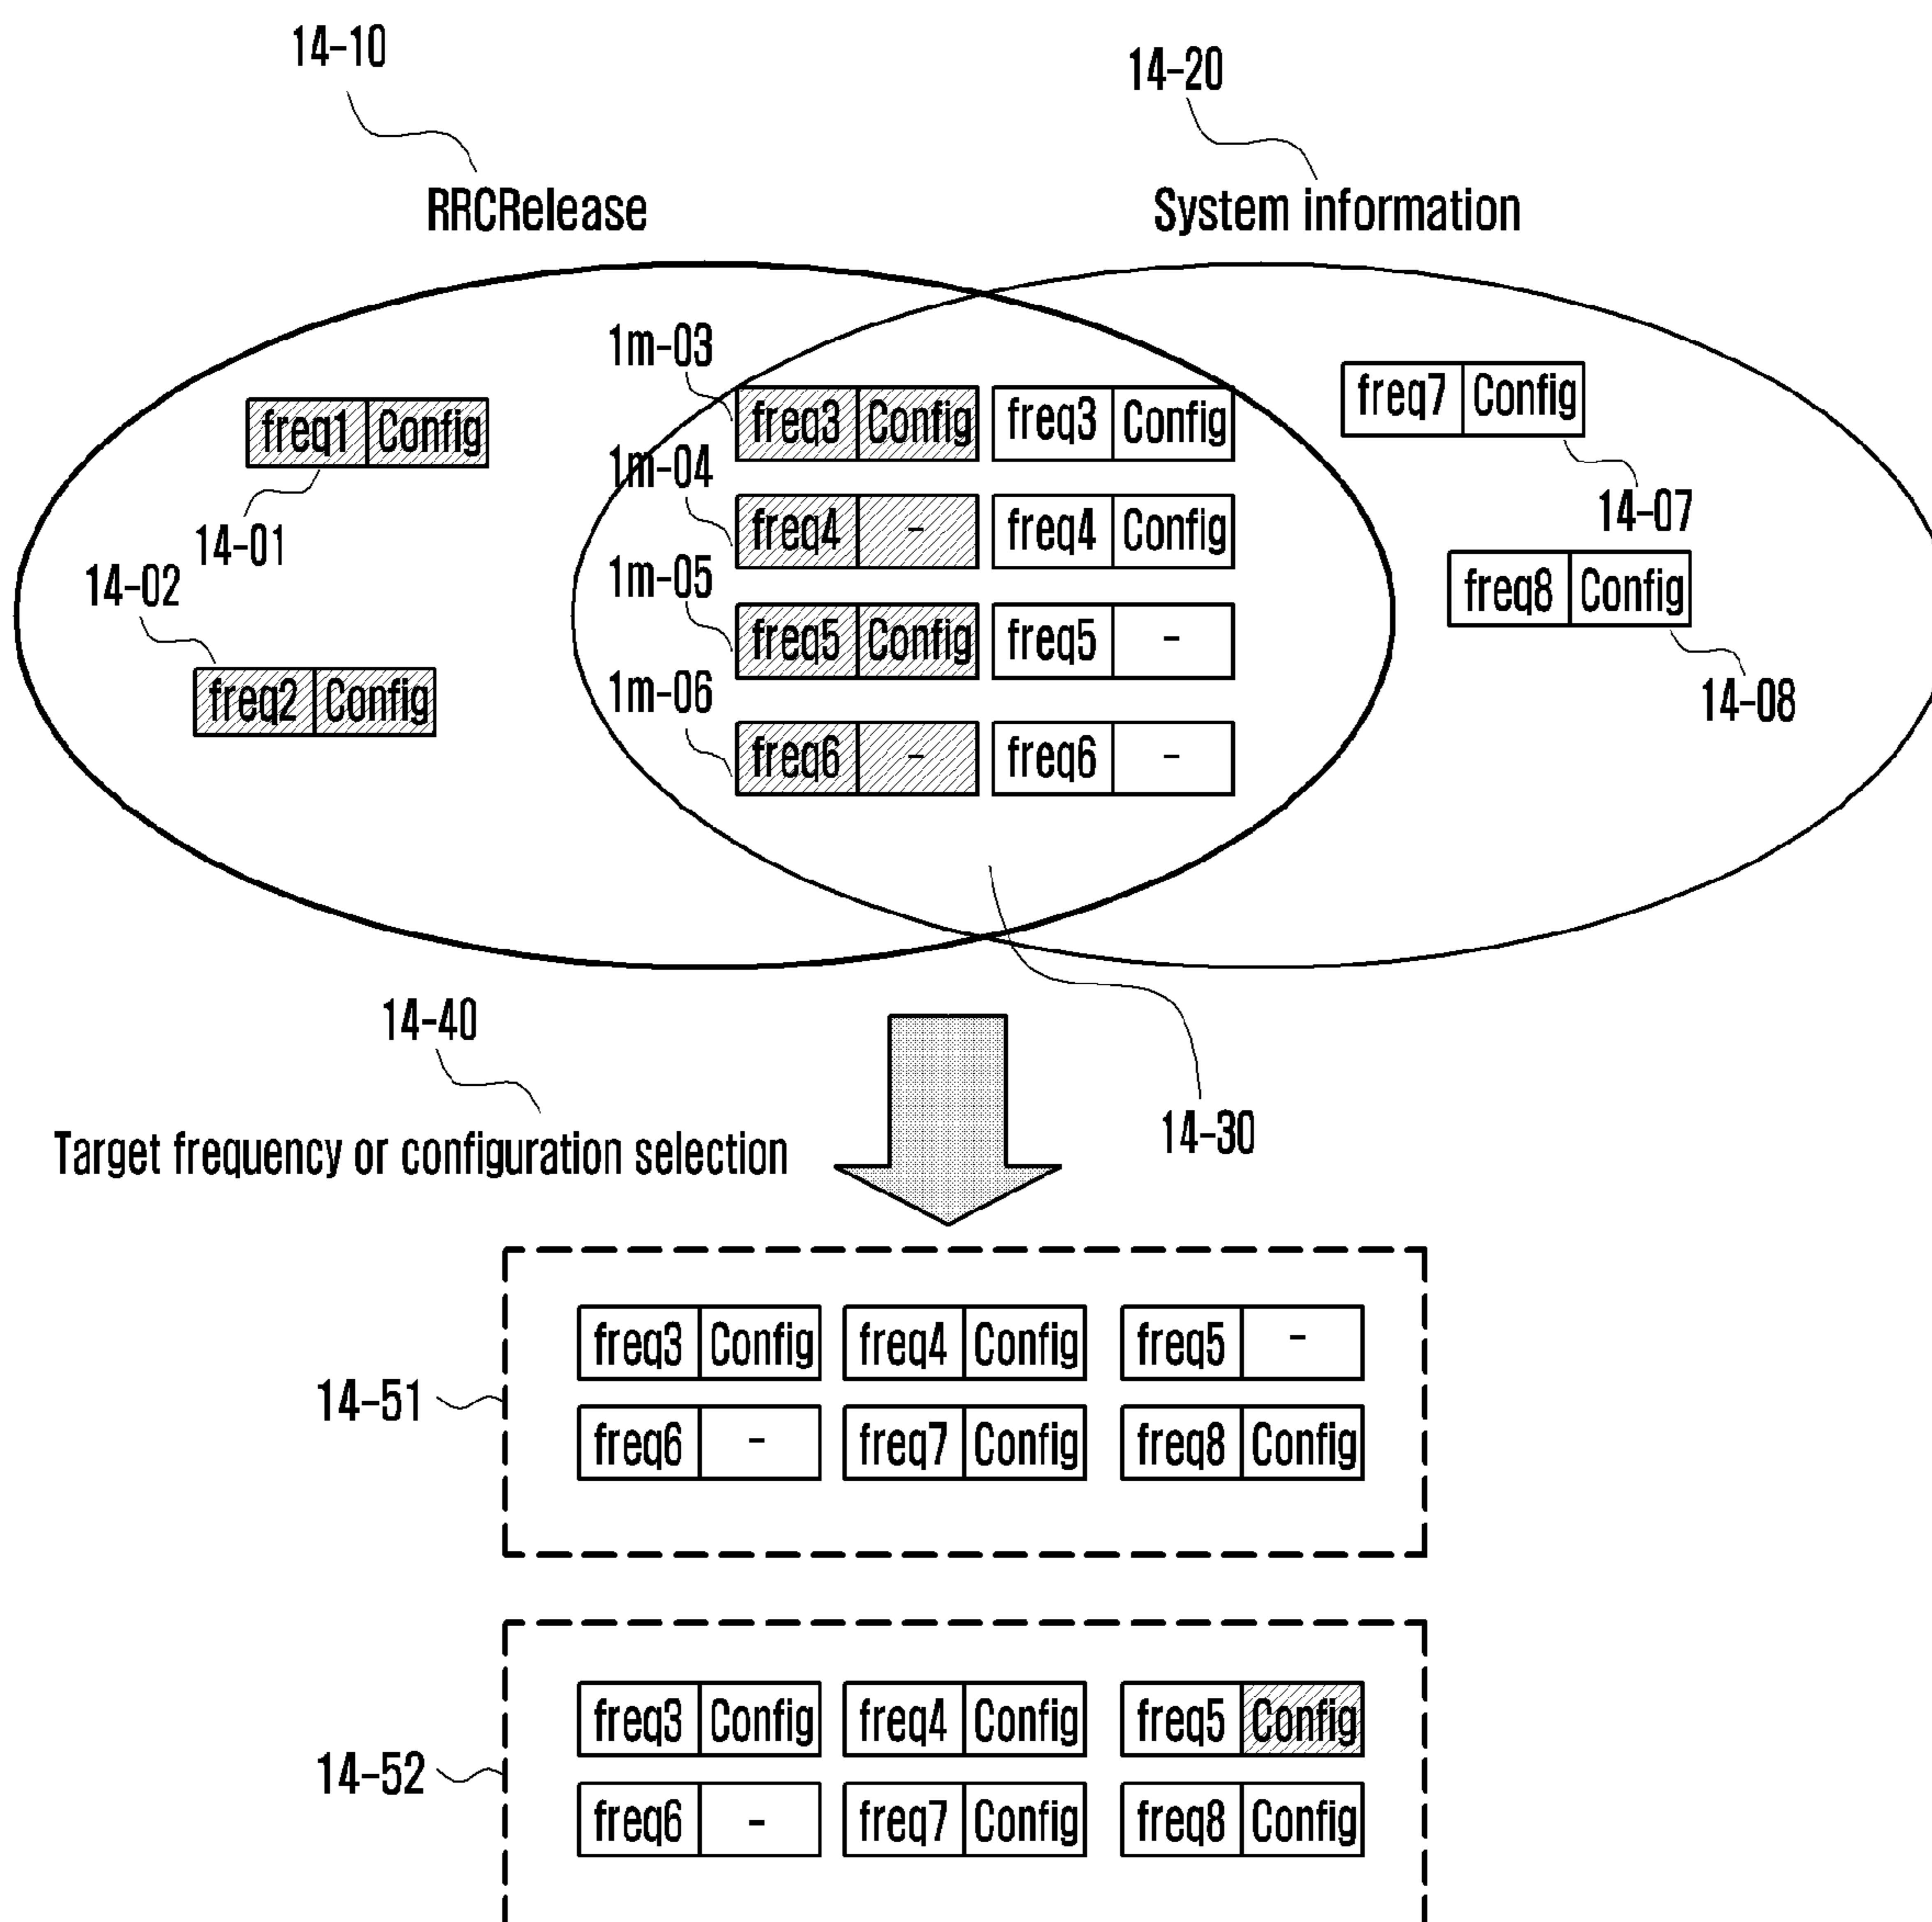 14-10
14-20
RRCRelease
System information
1m-03
freq1 Config
freq3 Config
freq3 Config
freq7 Config
14-01
1m-04
freq4 -
freq4 Config
14-07
14-02
1m-05
freq5 Config
freq5 -
freq8 Config
freq2 Config
1m-06
freq6 -
freq6 -
14-08
14-40
14-30
Target frequency or configuration selection
14-51
freq3 Config
freq4 Config
freq5 -
freq6 -
freq7 Config
freq8 Config
14-52
freq3 Config
freq4 Config
freq5 Config
freq6 -
freq7 Config
freq8 Config